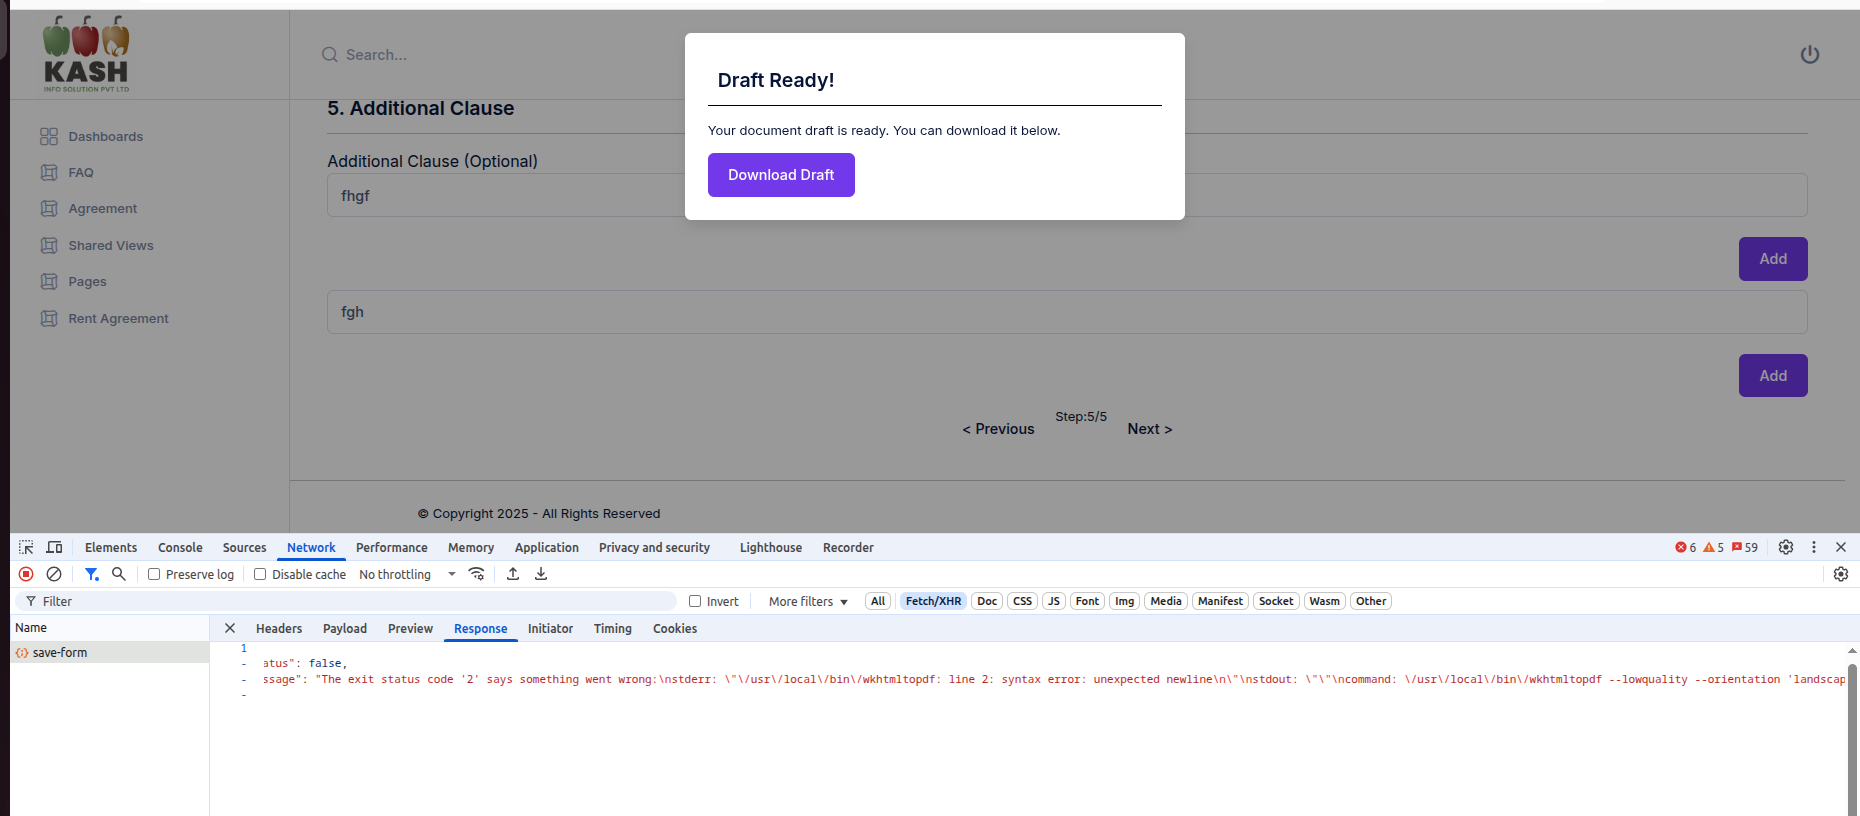 KASH
INFO SOLUTION PVT LTD
Search...
Dashboards
FAQ
Agreement
Shared Views
Pages
Rent Agreement
5. Additional Clause
Additional Clause (Optional)
fhgf
Add
fgh
Add
< Previous
Step:5/5
Next >
© Copyright 2025 - All Rights Reserved
Draft Ready!
Your document draft is ready. You can download it below.
Download Draft
Elements Console Sources Network Performance Memory Application Privacy and security Lighthouse Recorder 6 5 59
Preserve log Disable cache No throttling
Filter Invert More filters All Fetch/XHR Doc CSS JS Font Img Media Manifest Socket Wasm Other
Name Headers Payload Preview Response Initiator Timing Cookies
save-form
1
- atus": false,
- ssage": "The exit status code '2' says something went wrong:\nstderr: \"\/usr\/local\/bin\/wkhtmltopdf: line 2: syntax error: unexpected newline\n\"\nstdout: \"\"\ncommand: \/usr\/local\/bin\/wkhtmltopdf --lowquality --orientation 'landscap
-